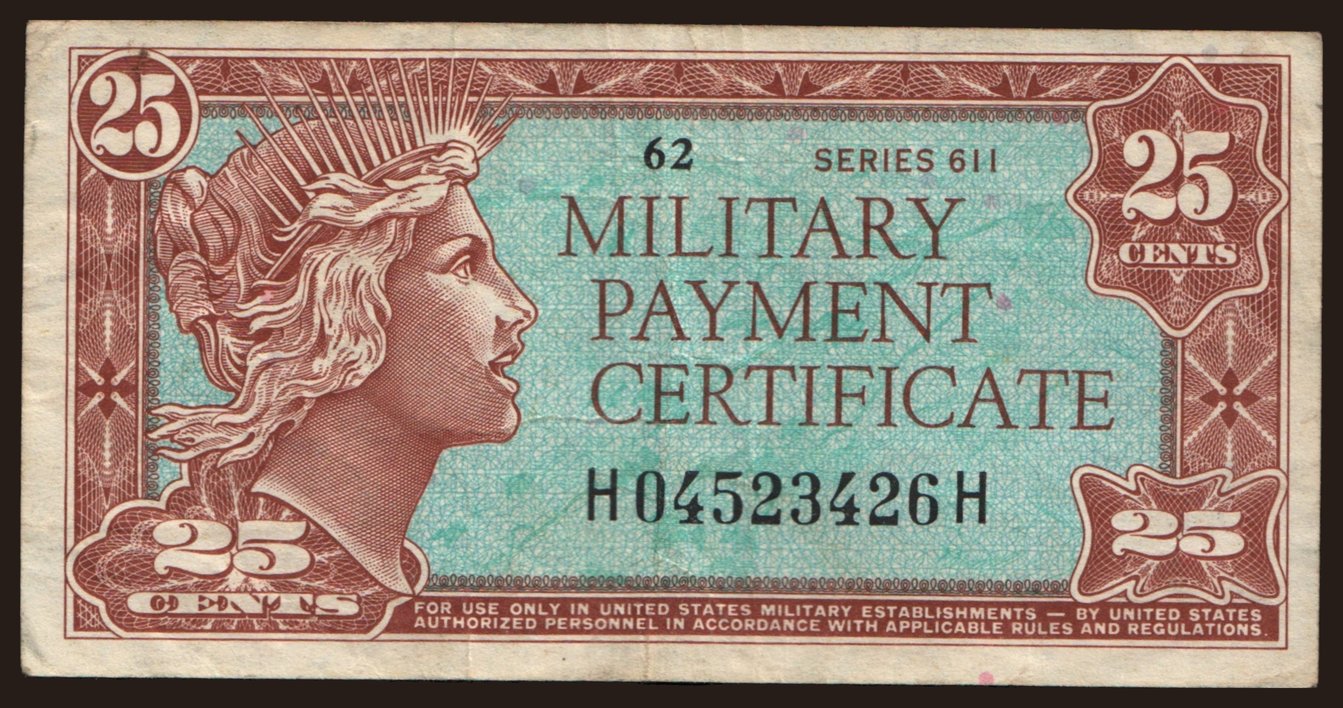 25
62 SERIES 611
25
CENTS
MILITARY
PAYMENT
CERTIFICATE
H04523426H
25
CENTS
25
FOR USE ONLY IN UNITED STATES MILITARY ESTABLISHMENTS — BY UNITED STATES
AUTHORIZED PERSONNEL IN ACCORDANCE WITH APPLICABLE RULES AND REGULATIONS.